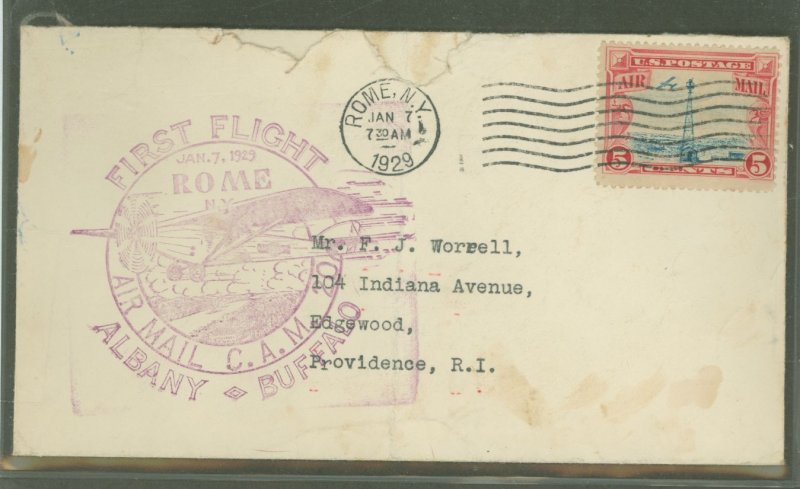 FIRST FLIGHT
JAN. 7, 1929
ROME
N.Y.
AIR MAIL C.A.M. 20
ALBANY BUFFALO
ROME, N.Y.
JAN 7
7 30 AM
1929
U.S. POSTAGE
AIR MAIL
5 CENTS 5
Mr. F. J. Worrell,
104 Indiana Avenue,
Edgewood,
Providence, R.I.